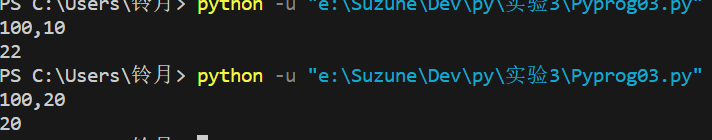 PS C:\Users\铃月> python -u "e:\Suzune\Dev\py\实验3\Pyprog03.py"
100,10
22
PS C:\Users\铃月> python -u "e:\Suzune\Dev\py\实验3\Pyprog03.py"
100,20
20